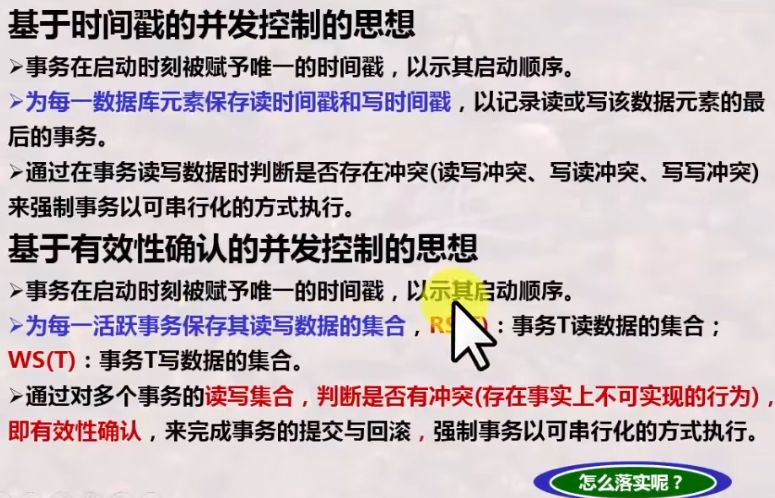 基于时间戳的并发控制的思想
➢事务在启动时刻被赋予唯一的时间戳，以示其启动顺序。
➢为每一数据库元素保存读时间戳和写时间戳，以记录读或写该数据元素的最
后的事务。
➢通过在事务读写数据时判断是否存在冲突(读写冲突、写读冲突、写写冲突)
来强制事务以可串行化的方式执行。
基于有效性确认的并发控制的思想
➢事务在启动时刻被赋予唯一的时间戳，以示其启动顺序。
➢为每一活跃事务保存其读写数据的集合，RS(T)：事务T读数据的集合；
WS(T)：事务T写数据的集合。
➢通过对多个事务的读写集合，判断是否有冲突(存在事实上不可实现的行为)，
即有效性确认，来完成事务的提交与回滚，强制事务以可串行化的方式执行。
怎么落实呢？